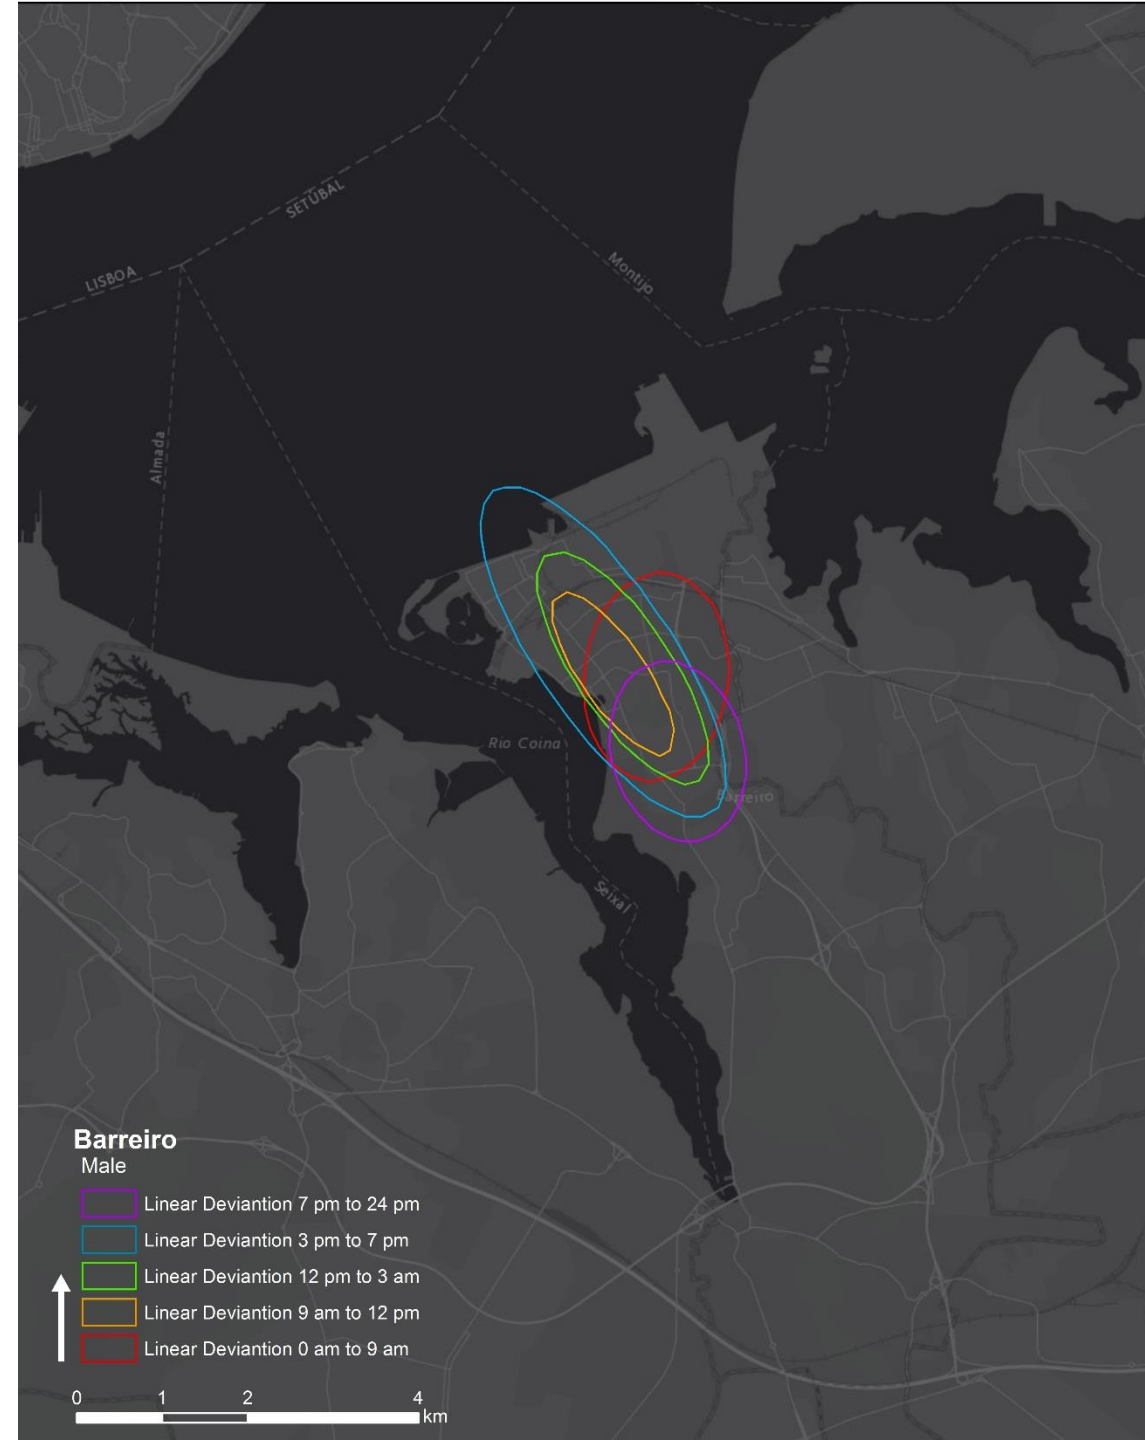 SETÚBAL
LISBOA
Montijo
Almada
Rio Coina
Barreiro
Seixal
Barreiro
Male
Linear Deviantion 7 pm to 24 pm
Linear Deviantion 3 pm to 7 pm
Linear Deviantion 12 pm to 3 am
Linear Deviantion 9 am to 12 pm
Linear Deviantion 0 am to 9 am
0 1 2 4
km